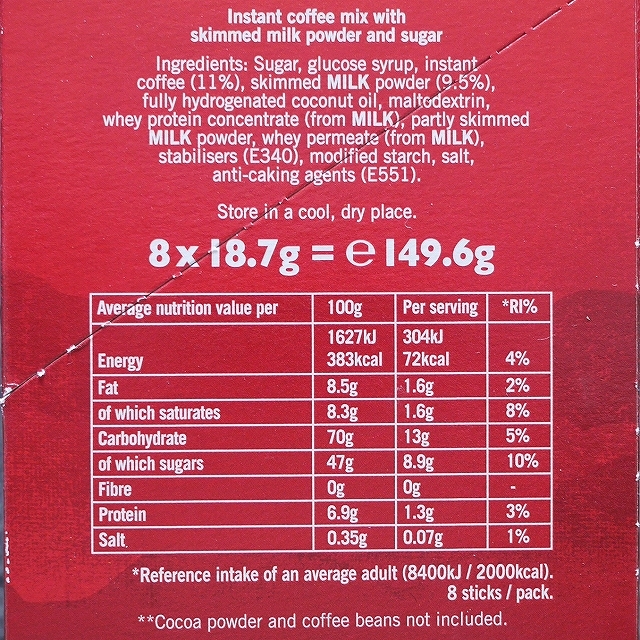 Instant coffee mix with
skimmed milk powder and sugar
Ingredients: Sugar, glucose syrup, instant
coffee (11%), skimmed MILK powder (9.5%),
fully hydrogenated coconut oil, maltodextrin,
whey protein concentrate (from MILK), partly skimmed
MILK powder, whey permeate (from MILK),
stabilisers (E340), modified starch, salt,
anti-caking agents (E551).
Store in a cool, dry place.
8 x 18.7g = ℮ 149.6g
Average nutrition value per 100g Per serving *RI%
1627kJ 304kJ
Energy 383kcal 72kcal 4%
Fat 8.5g 1.6g 2%
of which saturates 8.3g 1.6g 8%
Carbohydrate 70g 13g 5%
of which sugars 47g 8.9g 10%
Fibre 0g 0g -
Protein 6.9g 1.3g 3%
Salt 0.35g 0.07g 1%
*Reference intake of an average adult (8400kJ / 2000kcal).
8 sticks / pack.
**Cocoa powder and coffee beans not included.